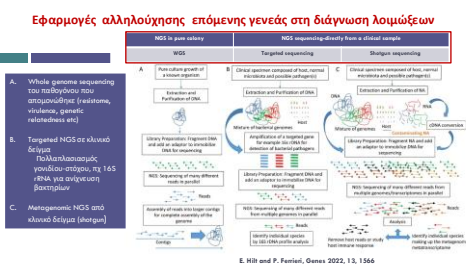 Εφαρμογές αλληλούχησης επόμενης γενεάς στη διάγνωση λοιμώξεων
NGS in pure colony
NGS sequencing-directly from a clinical sample
WGS
Targeted sequencing
Shotgun sequencing
A. Whole genome sequencing
του παθογόνου που
απομονώθηκε (resistome,
virulence, genetic
relatedness etc)
B. Targeted NGS σε κλινικό
δείγμα
Πολλαπλασιασμός
γονιδίου-στόχου, πχ 16S
rRNA για ανίχνευση
βακτηρίων
C. Metagenomic NGS από
κλινικό δείγμα (shotgun)
A
Pure culture growth of
a known organism
Extraction and
Purification of DNA
Library Preparation: Fragment DNA
and add an adaptor to immobilize
DNA for sequencing
NGS: Sequencing of many different
reads in parallel
Reads
Assembly of reads into larger contigs
for complete assembly of the
genome
Contigs
B
Clinical specimen composed of host, normal
microbiota and possible pathogen(s)
Extraction and Purification of DNA
Host
Mixture of bacterial genomes
Amplification of a targeted gene
for example 16s rDNA for
detection of bacterial pathogens
Library Preparation: Fragment DNA and
add an adaptor to immobilize DNA for
sequencing
NGS: Sequencing of many different reads
from multiple genomes in parallel
Reads
Identify individual species
by 16S rDNA profile analysis
C
Clinical specimen composed of host, normal
microbiota and possible pathogen(s)
Extraction and
Purification of NA
DNA
RNA
Host
cDNA conversion
Mixture of genomes
Contaminating NA
Library Preparation: Fragment NA and add
an adaptor to immobilize DNA for
sequencing
NGS: Sequencing of many different reads from
multiple genomes/transcriptomes in parallel
Reads
Analysis
Remove host reads or study
host immune response
Identify individual species
making up the metagenome/
metatranscriptome
E. Hilt and P. Ferrieri, Genes 2022, 13, 1566